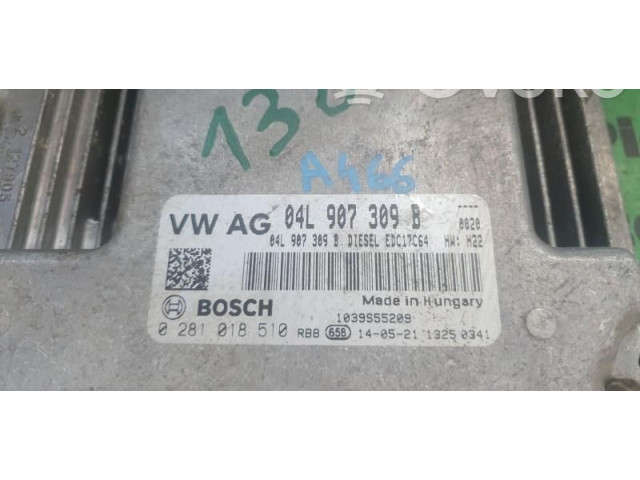 13
A466
VW AG 04L 907 309 B 0820
04L 907 309 B DIESEL EDC17C64 HW: H22
BOSCH Made in Hungary
1039S55209
0 281 018 510 RB8 658 14-05-21 1325 0341